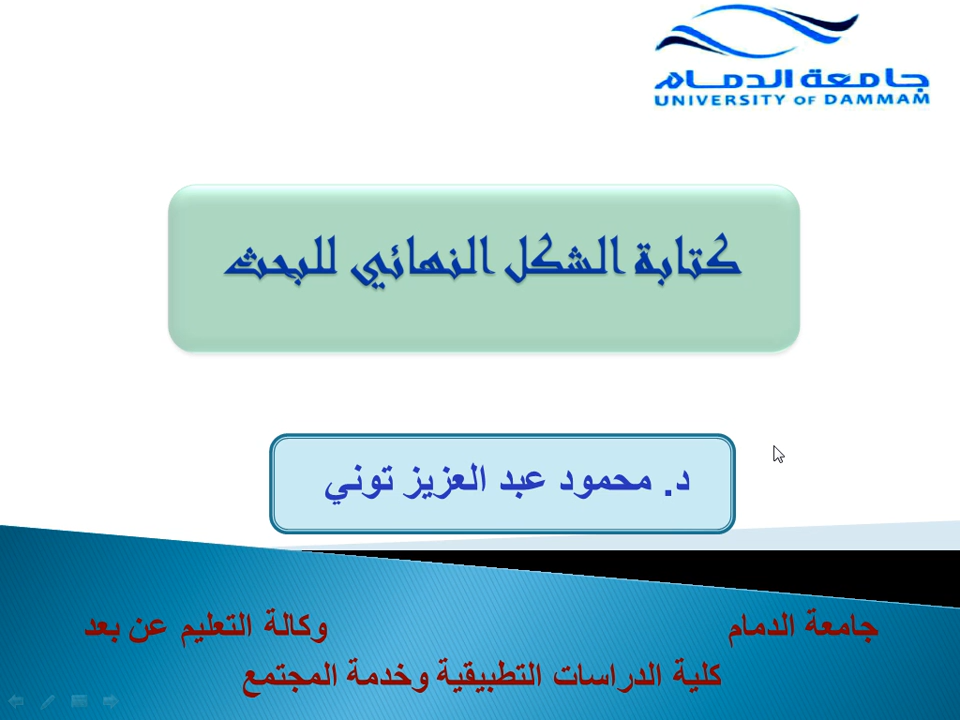 جامعة الدمام
UNIVERSITY OF DAMMAM
كتابة الشكل النهائي للبحث
د. محمود عبد العزيز توني
جامعة الدمام وكالة التعليم عن بعد
كلية الدراسات التطبيقية وخدمة المجتمع